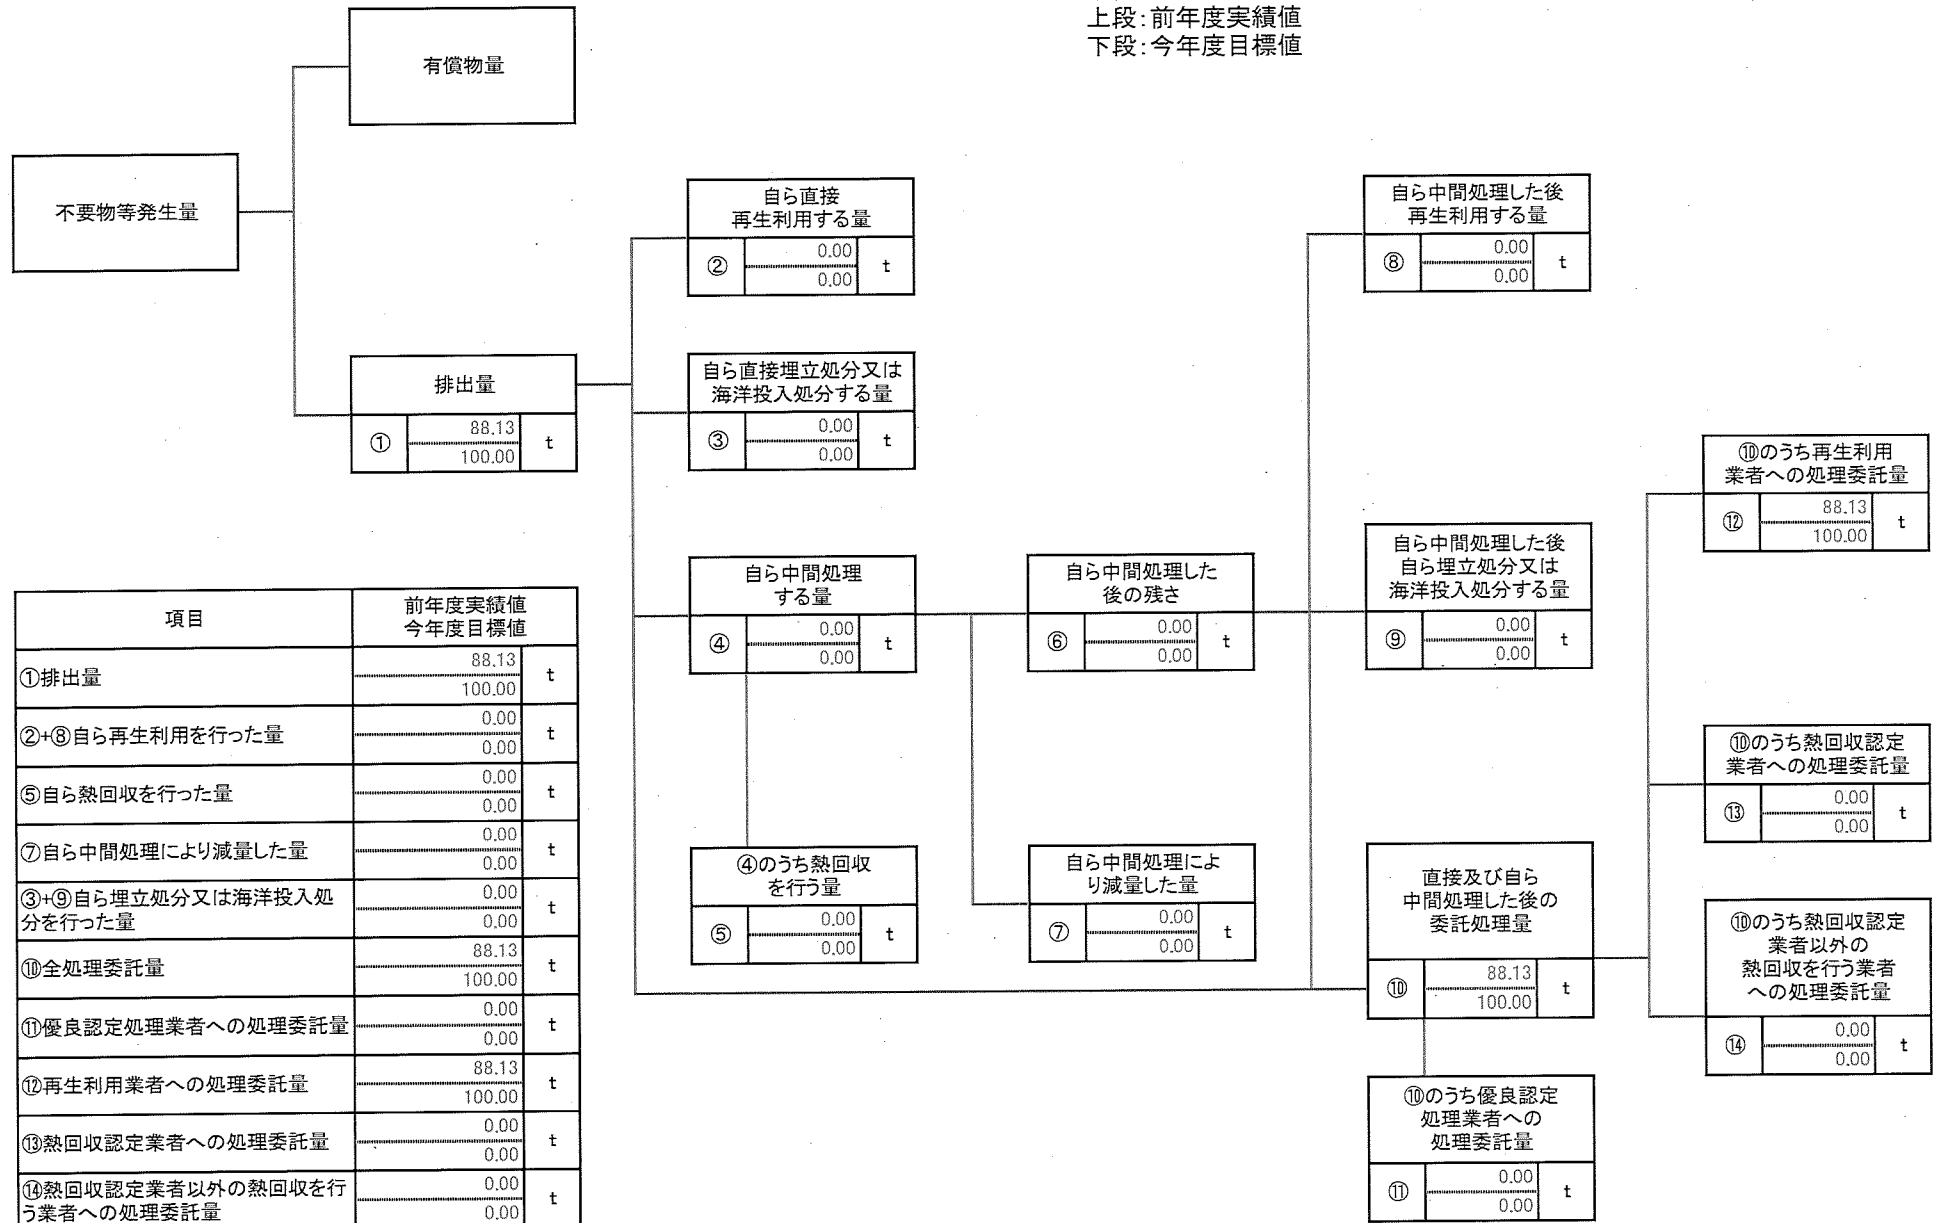 上段:前年度実績値
下段:今年度目標値
有償物量
不要物等発生量
排出量
①
88.13
100.00
t
自ら直接
再生利用する量
②
0.00
0.00
t
自ら直接埋立処分又は
海洋投入処分する量
③
0.00
0.00
t
自ら中間処理
する量
④
0.00
0.00
t
④のうち熱回収
を行う量
⑤
0.00
0.00
t
自ら中間処理した
後の残さ
⑥
0.00
0.00
t
自ら中間処理によ
り減量した量
⑦
0.00
0.00
t
自ら中間処理した後
再生利用する量
⑧
0.00
0.00
t
自ら中間処理した後
自ら埋立処分又は
海洋投入処分する量
⑨
0.00
0.00
t
直接及び自ら
中間処理した後の
委託処理量
⑩
88.13
100.00
t
⑩のうち優良認定
処理業者への
処理委託量
⑪
0.00
0.00
t
⑩のうち再生利用
業者への処理委託量
⑫
88.13
100.00
t
⑩のうち熱回収認定
業者への処理委託量
⑬
0.00
0.00
t
⑩のうち熱回収認定
業者以外の
熱回収を行う業者
への処理委託量
⑭
0.00
0.00
t
項目
前年度実績値
今年度目標値
①排出量
88.13
100.00
t
②+⑧自ら再生利用を行った量
0.00
0.00
t
⑤自ら熱回収を行った量
0.00
0.00
t
⑦自ら中間処理により減量した量
0.00
0.00
t
③+⑨自ら埋立処分又は海洋投入処
分を行った量
0.00
0.00
t
⑩全処理委託量
88.13
100.00
t
⑪優良認定処理業者への処理委託量
0.00
0.00
t
⑫再生利用業者への処理委託量
88.13
100.00
t
⑬熱回収認定業者への処理委託量
0.00
0.00
t
⑭熱回収認定業者以外の熱回収を行
う業者への処理委託量
0.00
0.00
t